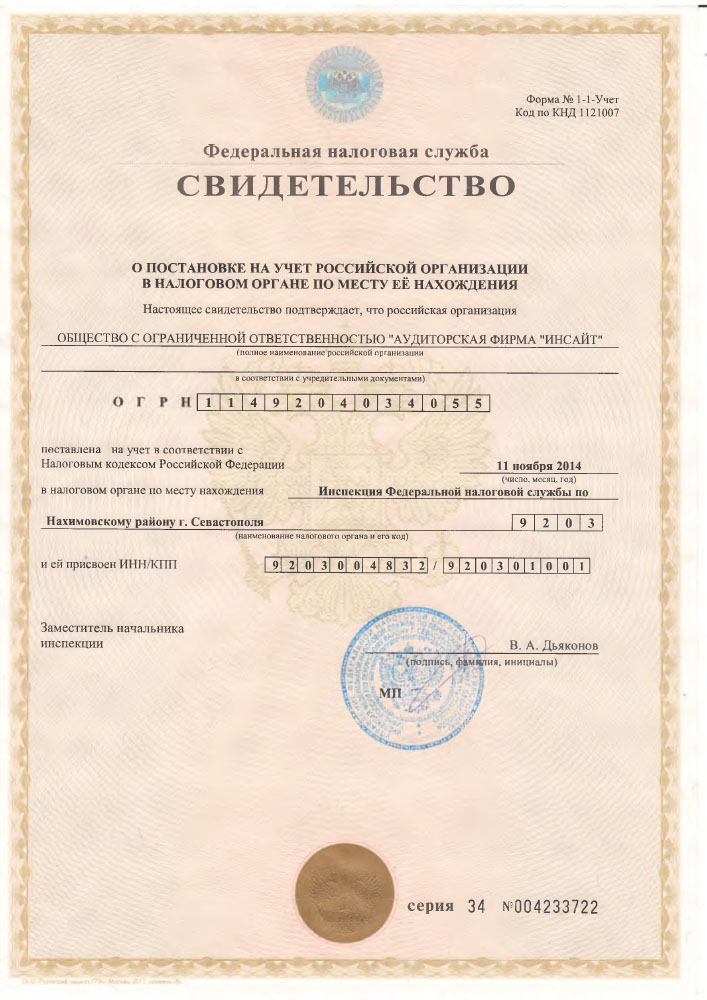 Форма № 1-1-Учет
Код по КНД 1121007
Федеральная налоговая служба
СВИДЕТЕЛЬСТВО
О ПОСТАНОВКЕ НА УЧЕТ РОССИЙСКОЙ ОРГАНИЗАЦИИ
В НАЛОГОВОМ ОРГАНЕ ПО МЕСТУ ЕЁ НАХОЖДЕНИЯ
Настоящее свидетельство подтверждает, что российская организация
ОБЩЕСТВО С ОГРАНИЧЕННОЙ ОТВЕТСТВЕННОСТЬЮ "АУДИТОРСКАЯ ФИРМА "ИНСАЙТ"
(полное наименование российской организации
в соответствии с учредительными документами)
О Г Р Н 1 1 4 9 2 0 4 0 3 4 0 5 5
поставлена на учет в соответствии с
Налоговым кодексом Российской Федерации 11 ноября 2014
(число, месяц, год)
в налоговом органе по месту нахождения Инспекция Федеральной налоговой службы по
Нахимовскому району г. Севастополя 9 2 0 3
(наименование налогового органа и его код)
и ей присвоен ИНН/КПП 9 2 0 3 0 0 4 8 3 2 / 9 2 0 3 0 1 0 0 1
Заместитель начальника
инспекции В. А. Дьяконов
(подпись, фамилия, инициалы)
МП
серия 34 №004233722